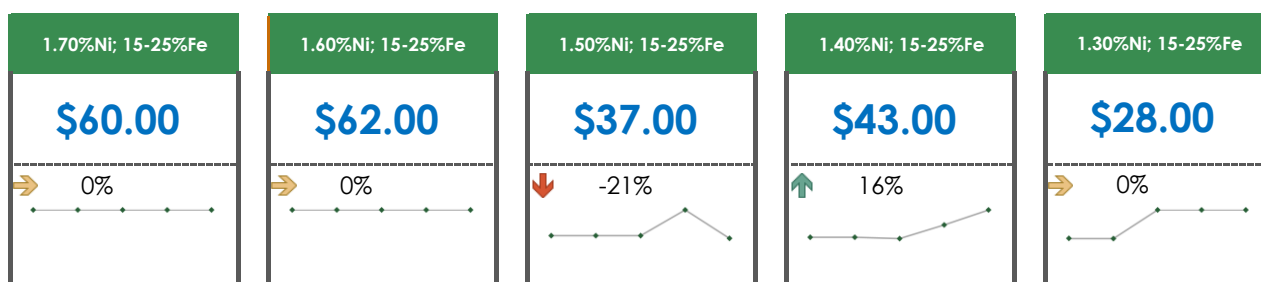 1.70%Ni; 15-25%Fe
$60.00
0%
1.60%Ni; 15-25%Fe
$62.00
0%
1.50%Ni; 15-25%Fe
$37.00
-21%
1.40%Ni; 15-25%Fe
$43.00
16%
1.30%Ni; 15-25%Fe
$28.00
0%